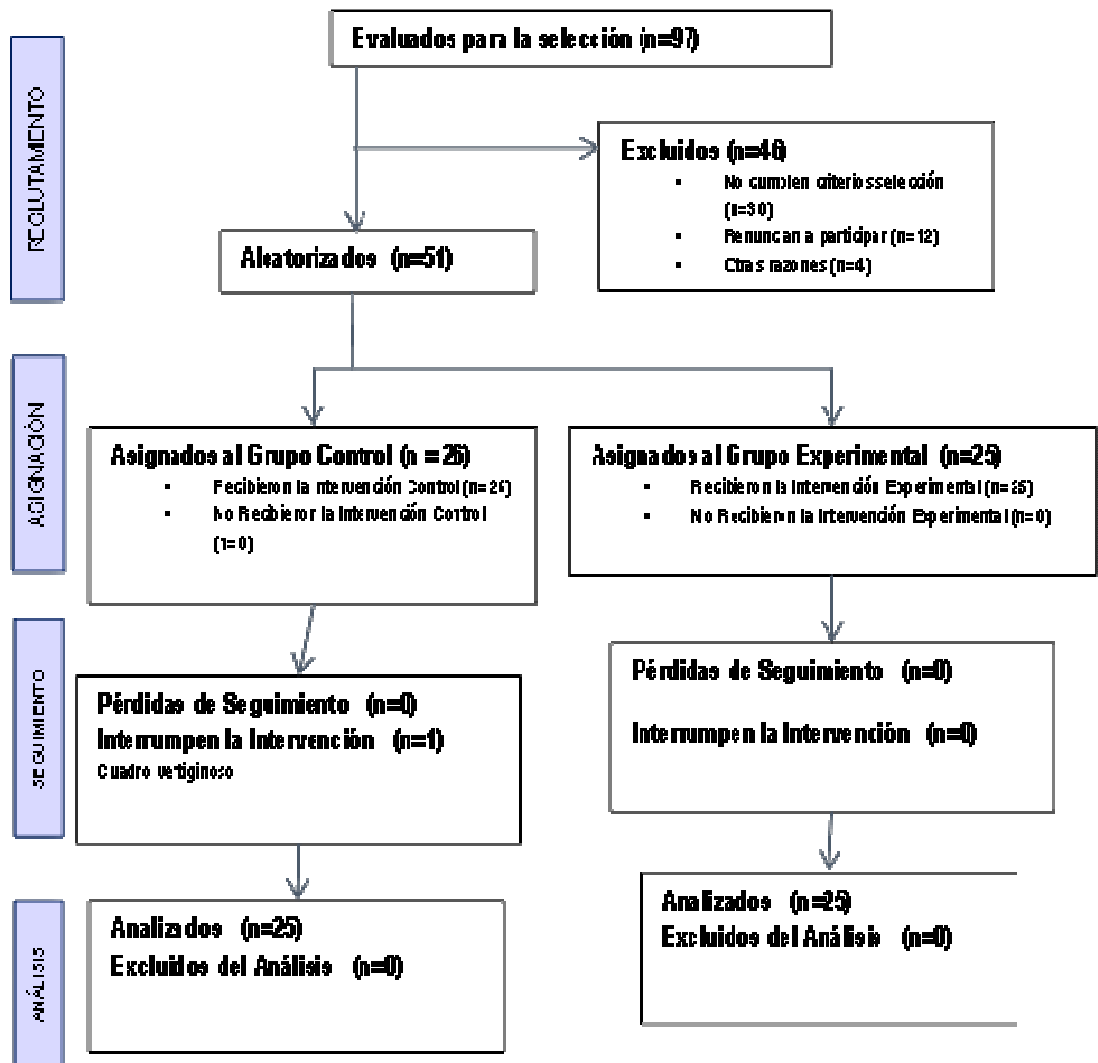 RECLUTAMIENTO
Evaluados para la selección (n=97)
Excluidos (n=46)
No cumplen criterios selección
(n=30)
Renuncian a participar (n=12)
Otras razones (n=4)
Aleatorizados (n=51)
ASIGNACIÓN
Asignados al Grupo Control (n = 26)
Recibieron la Intervención Control (n=26)
No Recibieron la Intervención Control
(n=0)
Asignados al Grupo Experimental (n=25)
Recibieron la Intervención Experimental (n=25)
No Recibieron la Intervención Experimental (n=0)
SEGUIMIENTO
Pérdidas de Seguimiento (n=0)
Interrumpen la Intervención (n=1)
Cuadro vertiginoso
Pérdidas de Seguimiento (n=0)
Interrumpen la Intervención (n=0)
ANÁLISIS
Analizados (n=25)
Excluidos del Análisis (n=0)
Analizados (n=25)
Excluidos del Análisis (n=0)